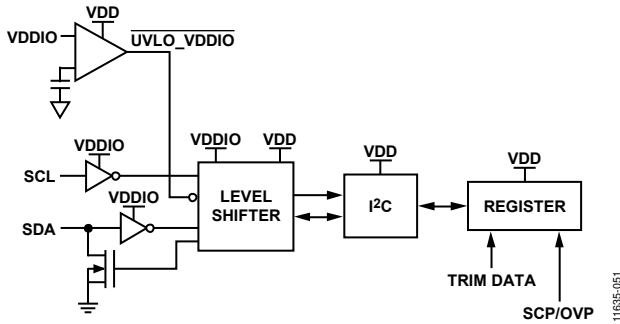 VDD
VDDIO
UVLO_VDDIO
VDDIO
VDDIO
VDD
VDD
VDD
SCL
VDDIO
LEVEL
SHIFTER
I²C
REGISTER
SDA
TRIM DATA
SCP/OVP
11635-051